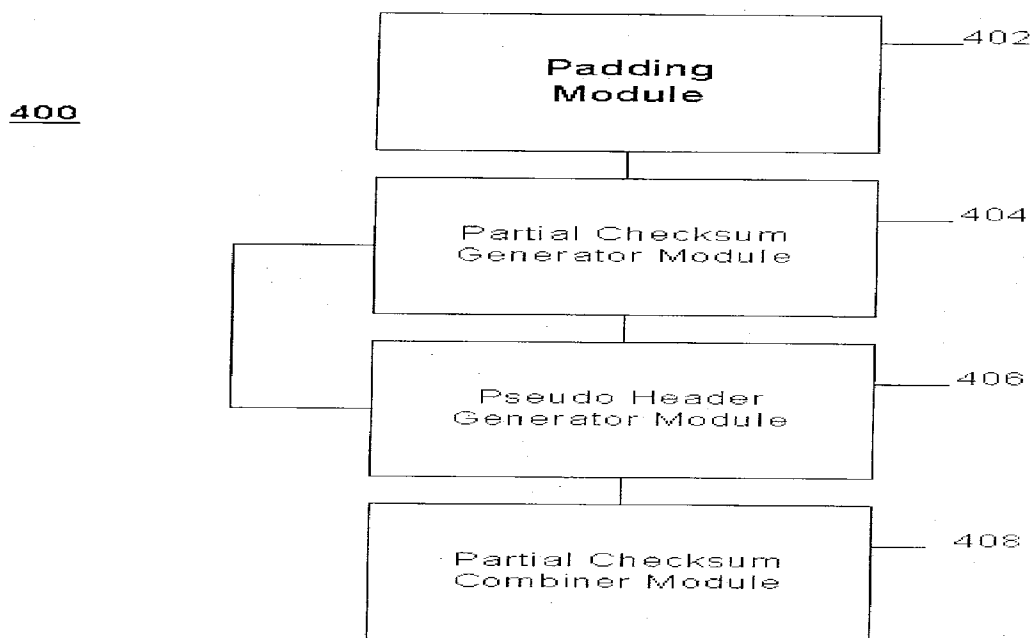 402
Padding
Module
400
404
Partial Checksum
Generator Module
406
Pseudo Header
Generator Module
408
Partial Checksum
Combiner Module